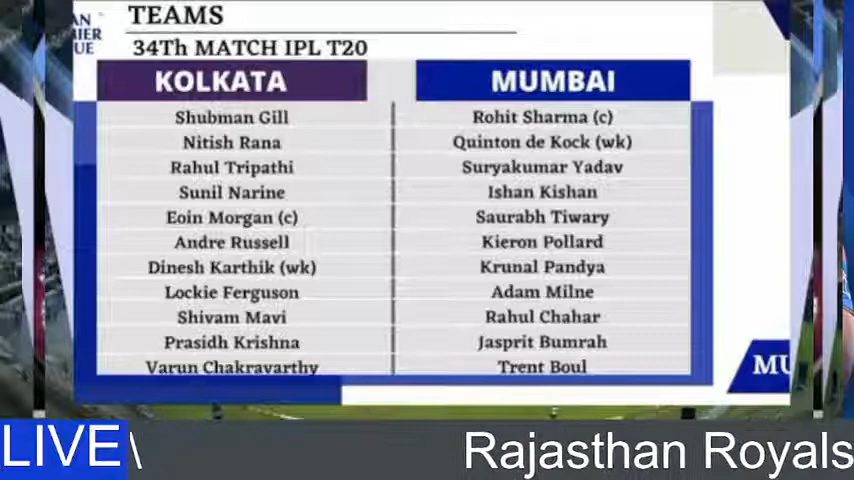 AN
IER
UE
TEAMS
34Th MATCH IPL T20
KOLKATA
MUMBAI
Shubman Gill
Rohit Sharma (c)
Nitish Rana
Quinton de Kock (wk)
Rahul Tripathi
Suryakumar Yadav
Sunil Narine
Ishan Kishan
Eoin Morgan (c)
Saurabh Tiwary
Andre Russell
Kieron Pollard
Dinesh Karthik (wk)
Krunal Pandya
Lockie Ferguson
Adam Milne
Shivam Mavi
Rahul Chahar
Prasidh Krishna
Jasprit Bumrah
Varun Chakravarthy
Trent Boul
MU
LIVE\
Rajasthan Royals